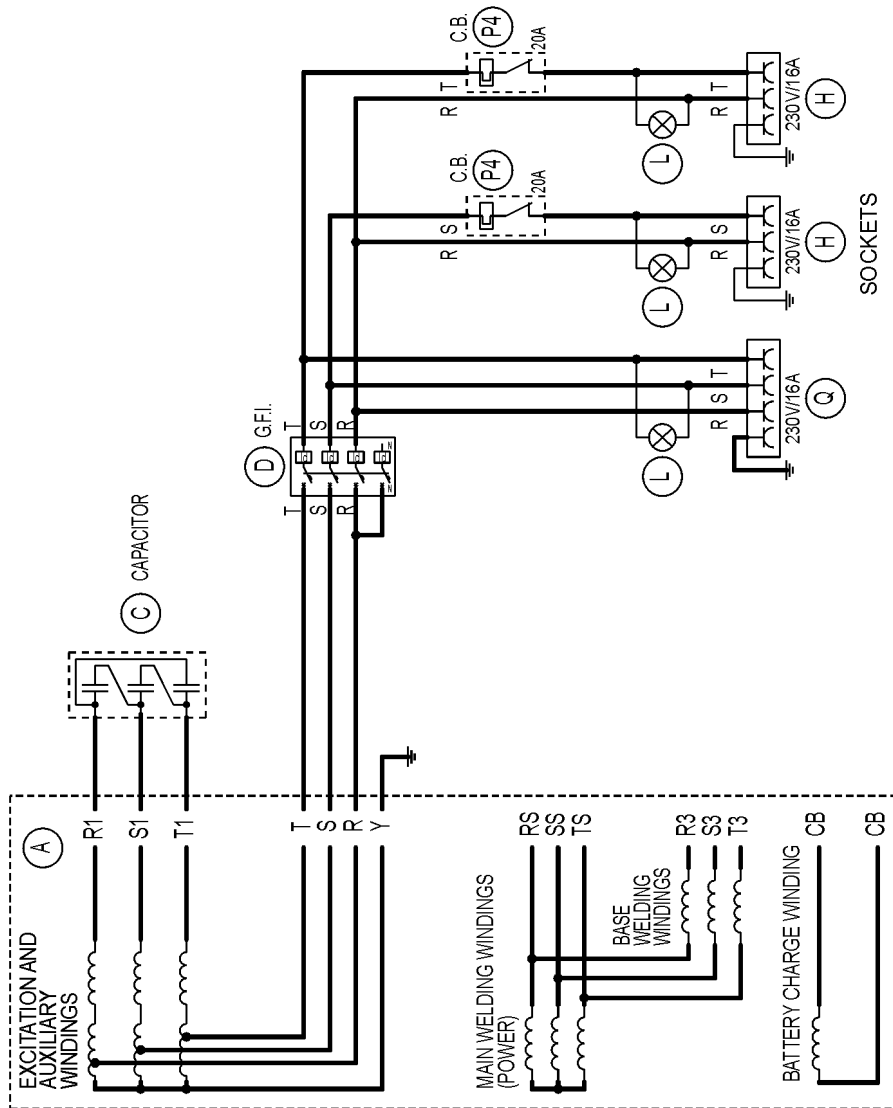 EXCITATION AND
AUXILIARY
WINDINGS
A
R1
S1
T1
T
S
R
Y
C
CAPACITOR
MAIN WELDING WINDINGS
(POWER)
RS
SS
TS
BASE
WELDING
WINDINGS
R3
S3
T3
BATTERY CHARGE WINDING
CB
CB
D
G.F.I.
T
S
R
N
T
S
R
N
L
R
S
T
230V/16A
Q
C.B.
P4
20A
R
S
L
R
S
230V/16A
H
C.B.
P4
20A
R
T
L
R
T
230V/16A
H
SOCKETS